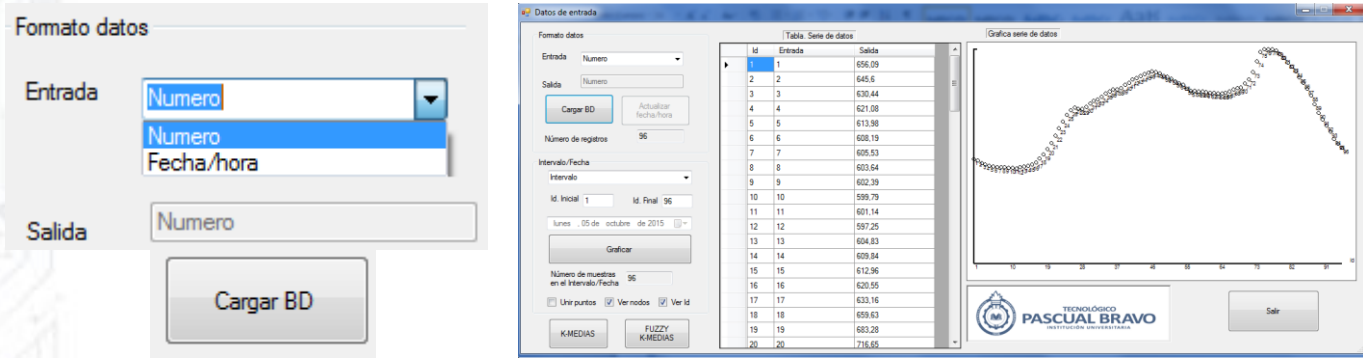 Formato datos
Entrada
Numero
Numero
Fecha/hora
Salida
Numero
Cargar BD
Datos de entrada
Formato datos
Entrada Numero
Salida Numero
Cargar BD
Actualizar
fecha/hora
Número de registros 96
Intervalo/Fecha
Intervalo
Id. Inicial 1 Id. Final 96
lunes , 05 de octubre de 2015
Graficar
Número de muestras
en el Intervalo/Fecha 96
Unir puntos Ver nodos Ver Id
K-MEDIAS
FUZZY
K-MEDIAS
Tabla. Serie de datos
Id Entrada Salida
1 1 656,09
2 2 645,6
3 3 630,44
4 4 621,08
5 5 613,98
6 6 608,19
7 7 605,53
8 8 603,64
9 9 602,39
10 10 599,79
11 11 601,14
12 12 597,25
13 13 604,83
14 14 609,84
15 15 612,96
16 16 620,55
17 17 633,16
18 18 659,63
19 19 683,28
20 20 716,65
Grafica serie de datos
1 10 19 28 37 46 55 64 73 82 91
Id
TECNOLÓGICO
PASCUAL BRAVO
INSTITUCIÓN UNIVERSITARIA
Salir